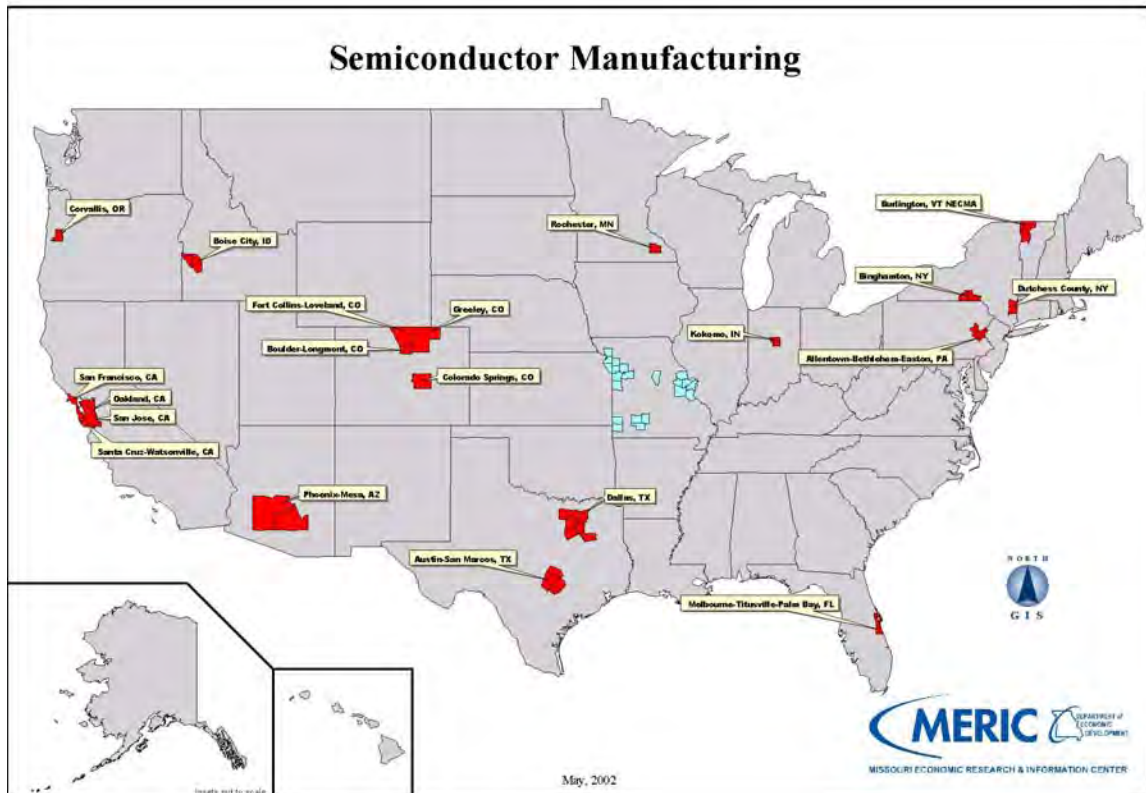 Semiconductor Manufacturing
Corvallis, OR
Boise City, ID
Rochester, MN
Burlington, VT NECMA
Binghamton, NY
Dutchess County, NY
Fort Collins-Loveland, CO
Greeley, CO
Boulder-Longmont, CO
Kokomo, IN
Allentown-Bethlehem-Easton, PA
Colorado Springs, CO
San Francisco, CA
Oakland, CA
San Jose, CA
Santa Cruz-Watsonville, CA
Phoenix-Mesa, AZ
Dallas, TX
Austin-San Marcos, TX
Melbourne-Titusville-Palm Bay, FL
NORTH
GIS
MERIC
DEPARTMENT of
ECONOMIC
DEVELOPMENT
MISSOURI ECONOMIC RESEARCH & INFORMATION CENTER
May, 2002